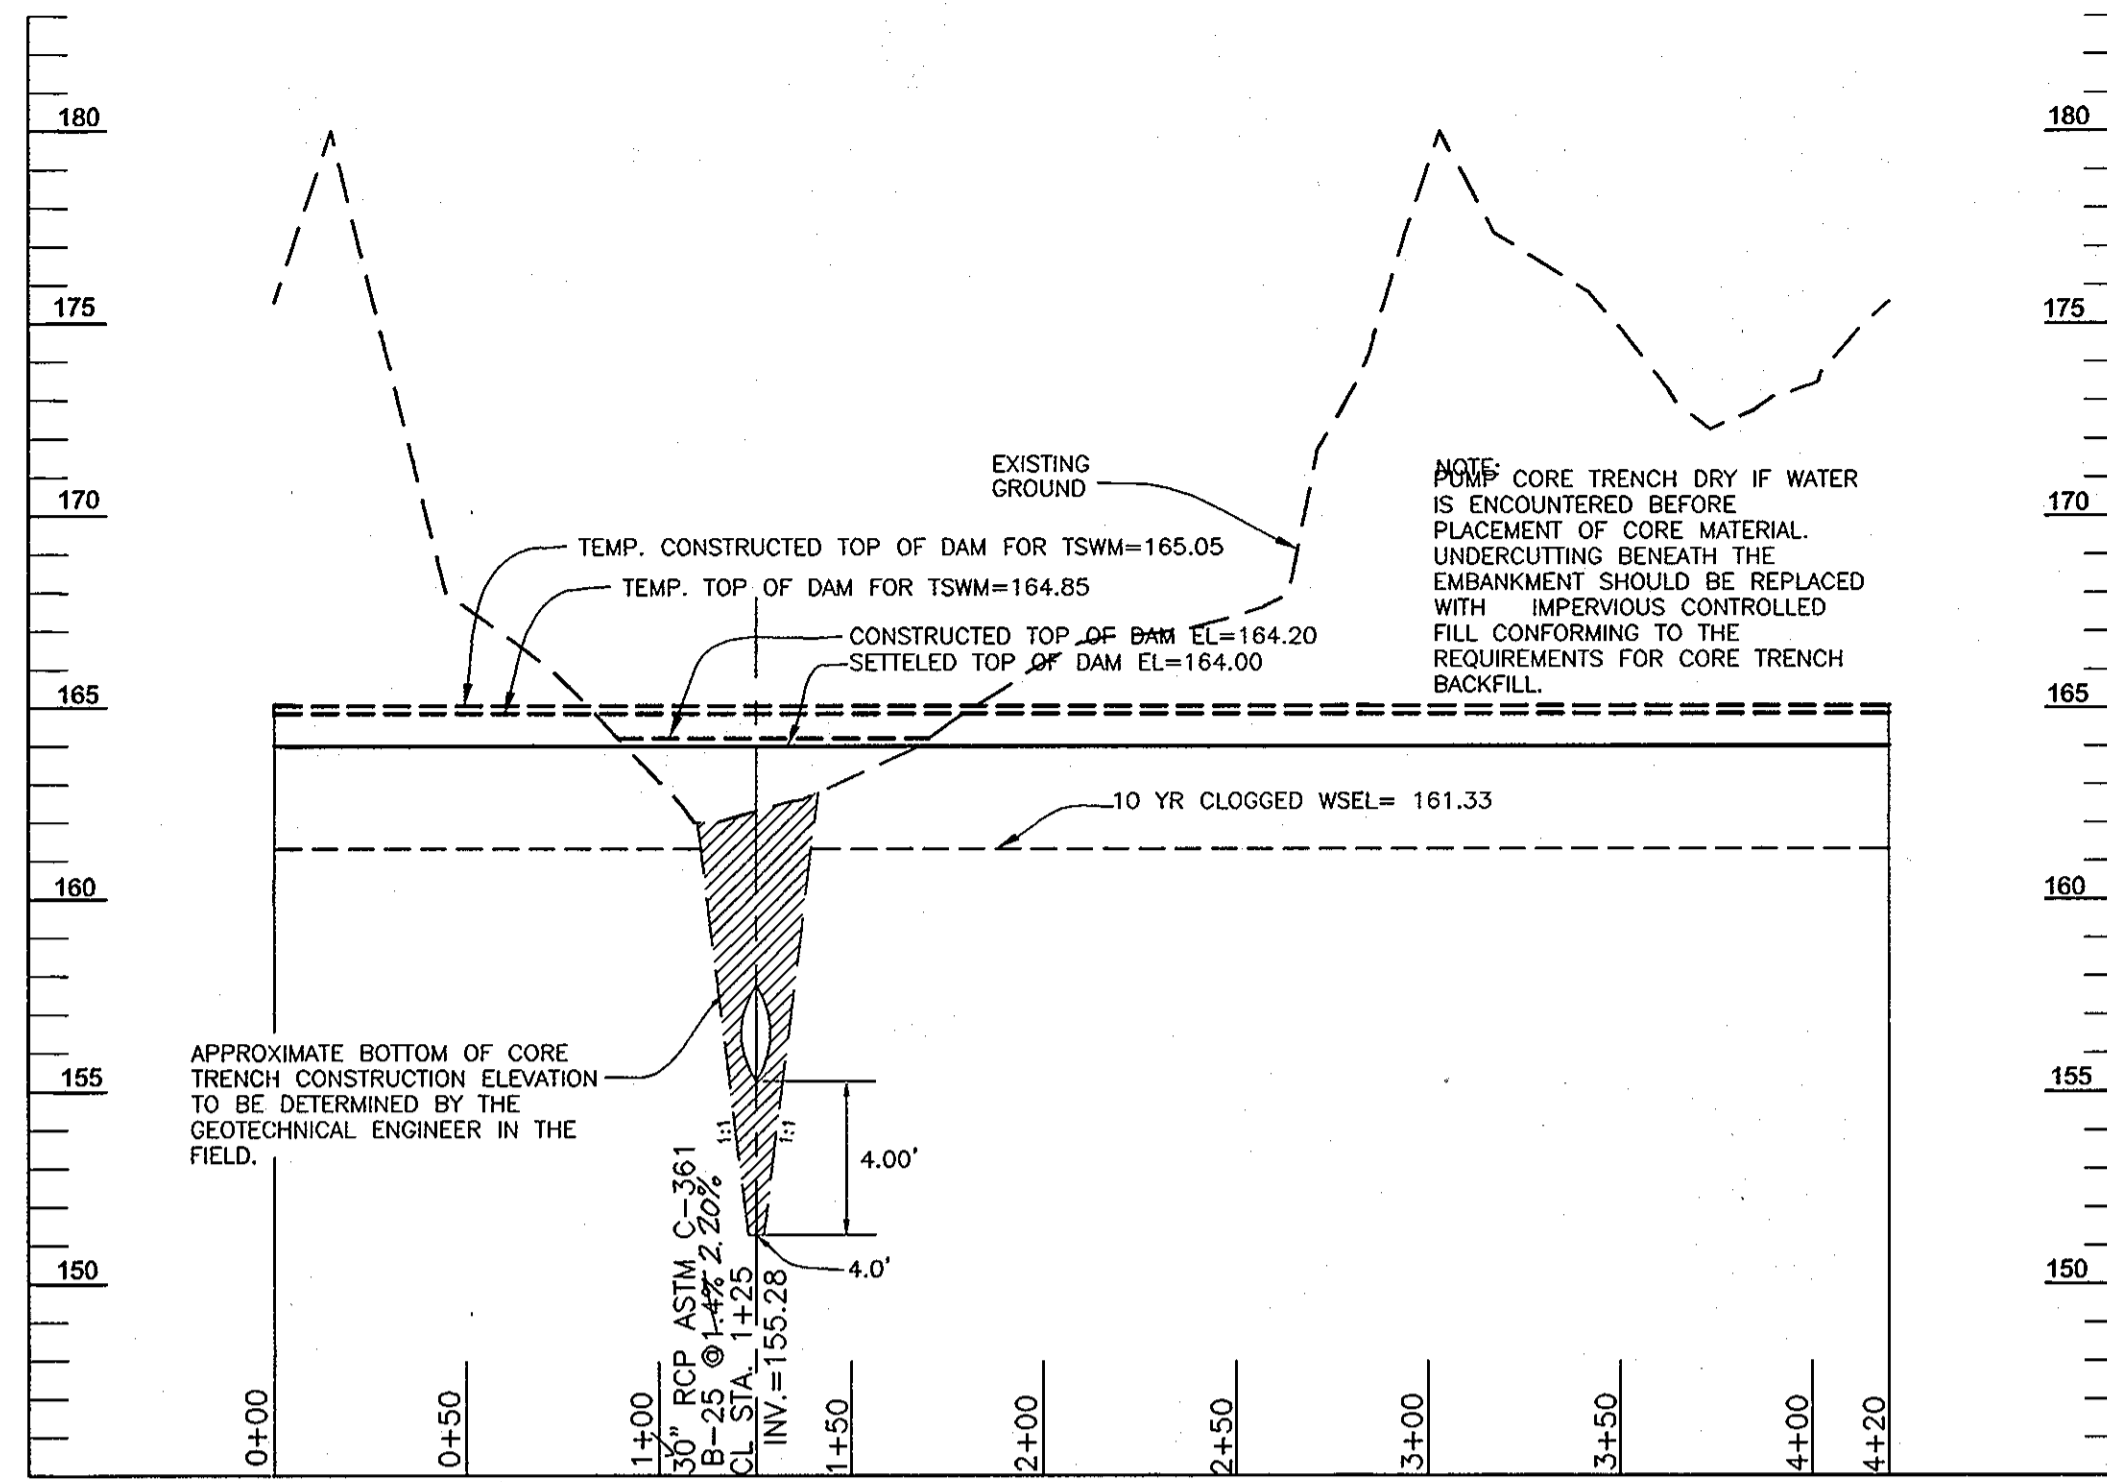 180
180
175
175
EXISTING
GROUND
NOTE:
PUMP CORE TRENCH DRY IF WATER
IS ENCOUNTERED BEFORE
PLACEMENT OF CORE MATERIAL.
UNDERCUTTING BENEATH THE
EMBANKMENT SHOULD BE REPLACED
WITH IMPERVIOUS CONTROLLED
FILL CONFORMING TO THE
REQUIREMENTS FOR CORE TRENCH
BACKFILL.
170
170
TEMP. CONSTRUCTED TOP OF DAM FOR TSWM=165.05
TEMP. TOP OF DAM FOR TSWM=164.85
CONSTRUCTED TOP OF DAM EL=164.20
SETTELED TOP OF DAM EL=164.00
165
165
10 YR CLOGGED WSEL= 161.33
160
160
APPROXIMATE BOTTOM OF CORE
TRENCH CONSTRUCTION ELEVATION
TO BE DETERMINED BY THE
GEOTECHNICAL ENGINEER IN THE
FIELD.
155
155
1:1
1:1
4.00'
4.0'
150
150
30" RCP ASTM C-361
B-25 @1.4% 2.20%
CL STA. 1+25
INV.=155.28
0+00
0+50
1+00
1+50
2+00
2+50
3+00
3+50
4+00
4+20